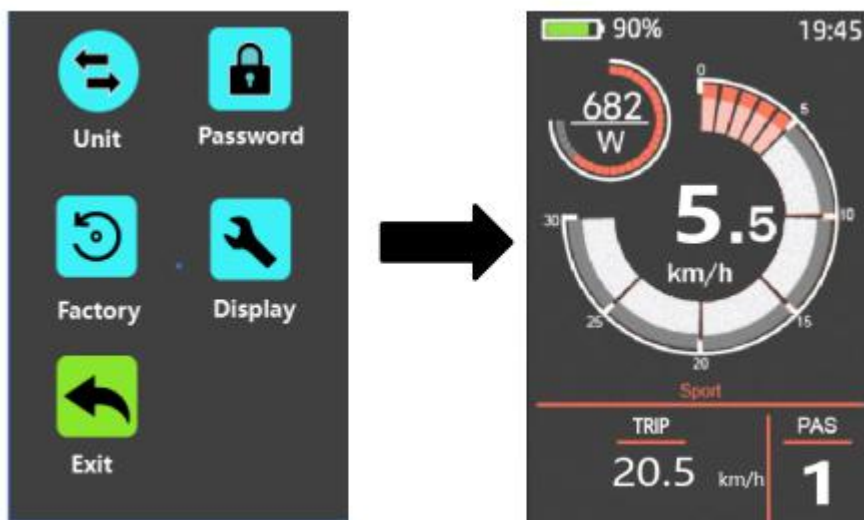 Unit
Password
Factory
Display
Exit
90%
19:45
682
W
0
5
10
15
20
25
30
5.5
km/h
Sport
TRIP
PAS
20.5 km/h
1